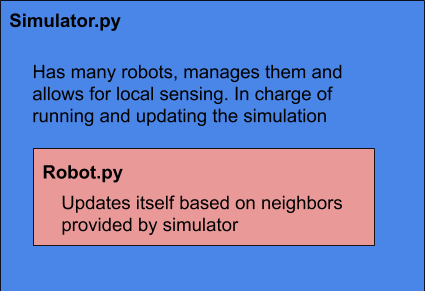 Simulator.py
Has many robots, manages them and
allows for local sensing. In charge of
running and updating the simulation
Robot.py
Updates itself based on neighbors
provided by simulator